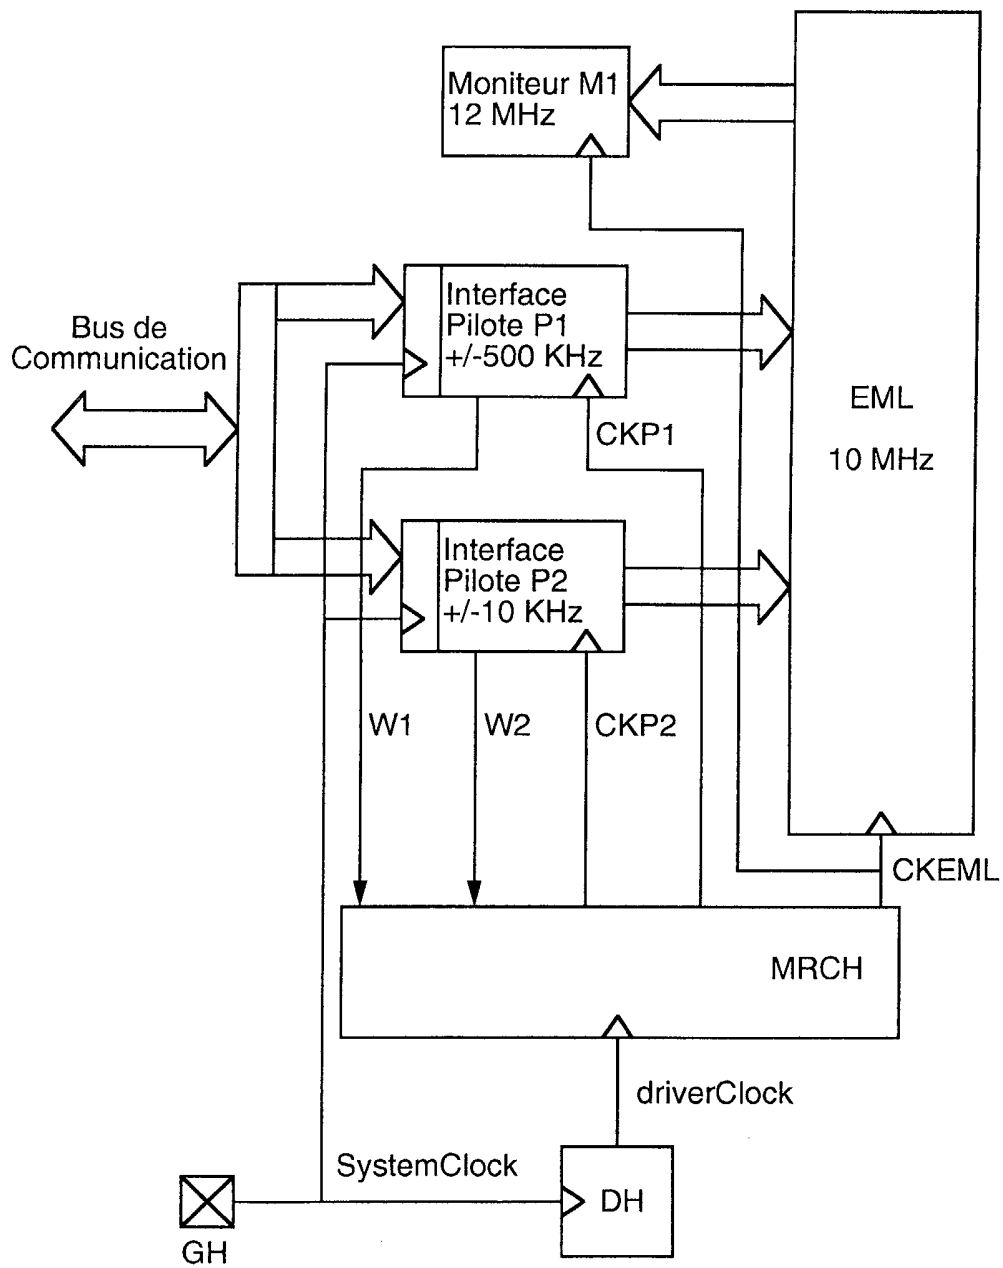 Moniteur M1
12 MHz
Bus de
Communication
Interface
Pilote P1
+/-500 KHz
CKP1
EML
10 MHz
Interface
Pilote P2
+/-10 KHz
W1
W2
CKP2
CKEML
MRCH
driverClock
SystemClock
DH
GH